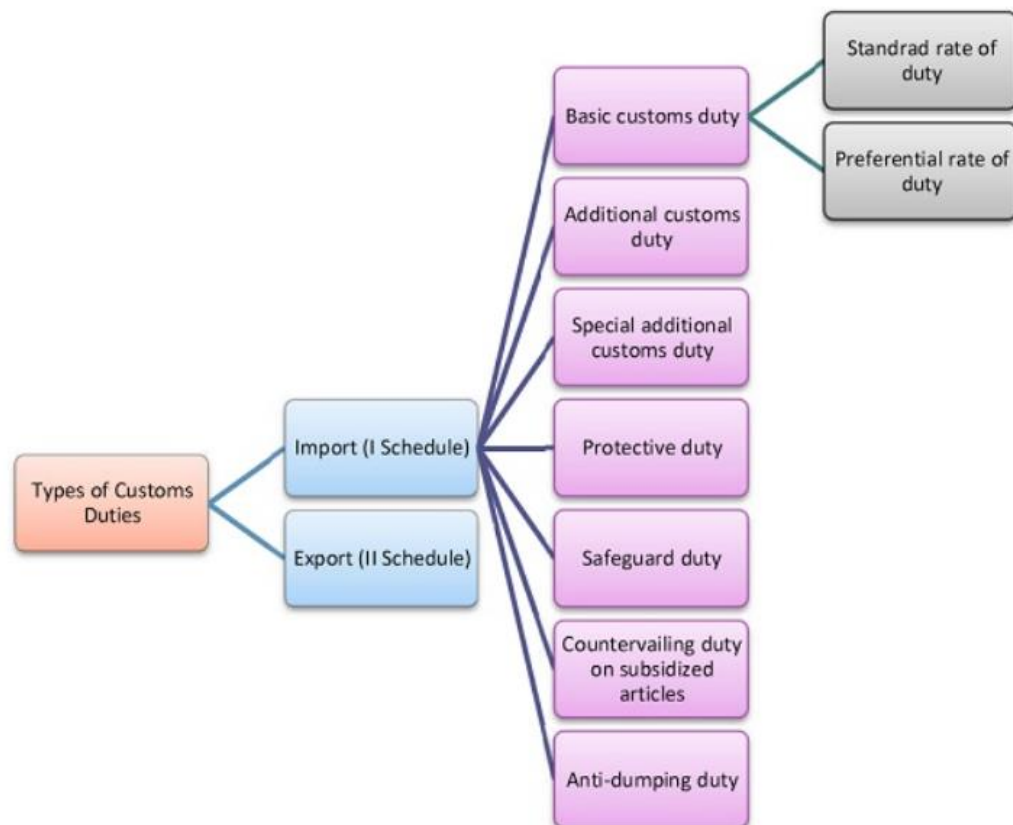 Types of Customs
Duties
Import (I Schedule)
Export (II Schedule)
Basic customs duty
Additional customs
duty
Special additional
customs duty
Protective duty
Safeguard duty
Countervailing duty
on subsidized
articles
Anti-dumping duty
Standrad rate of
duty
Preferential rate of
duty